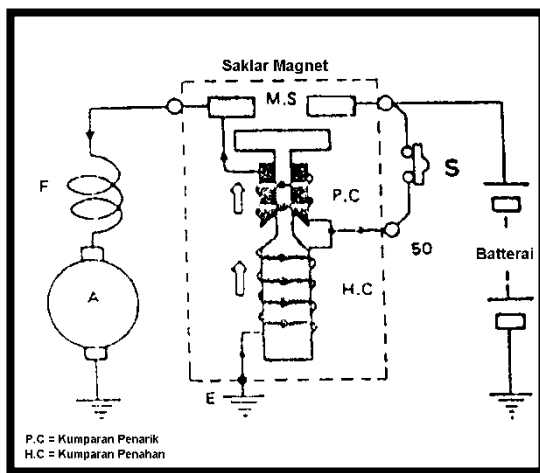 Saklar Magnet
M.S
F
P.C
S
50
Batterai
A
H.C
E
P.C = Kumparan Penarik
H.C = Kumparan Penahan